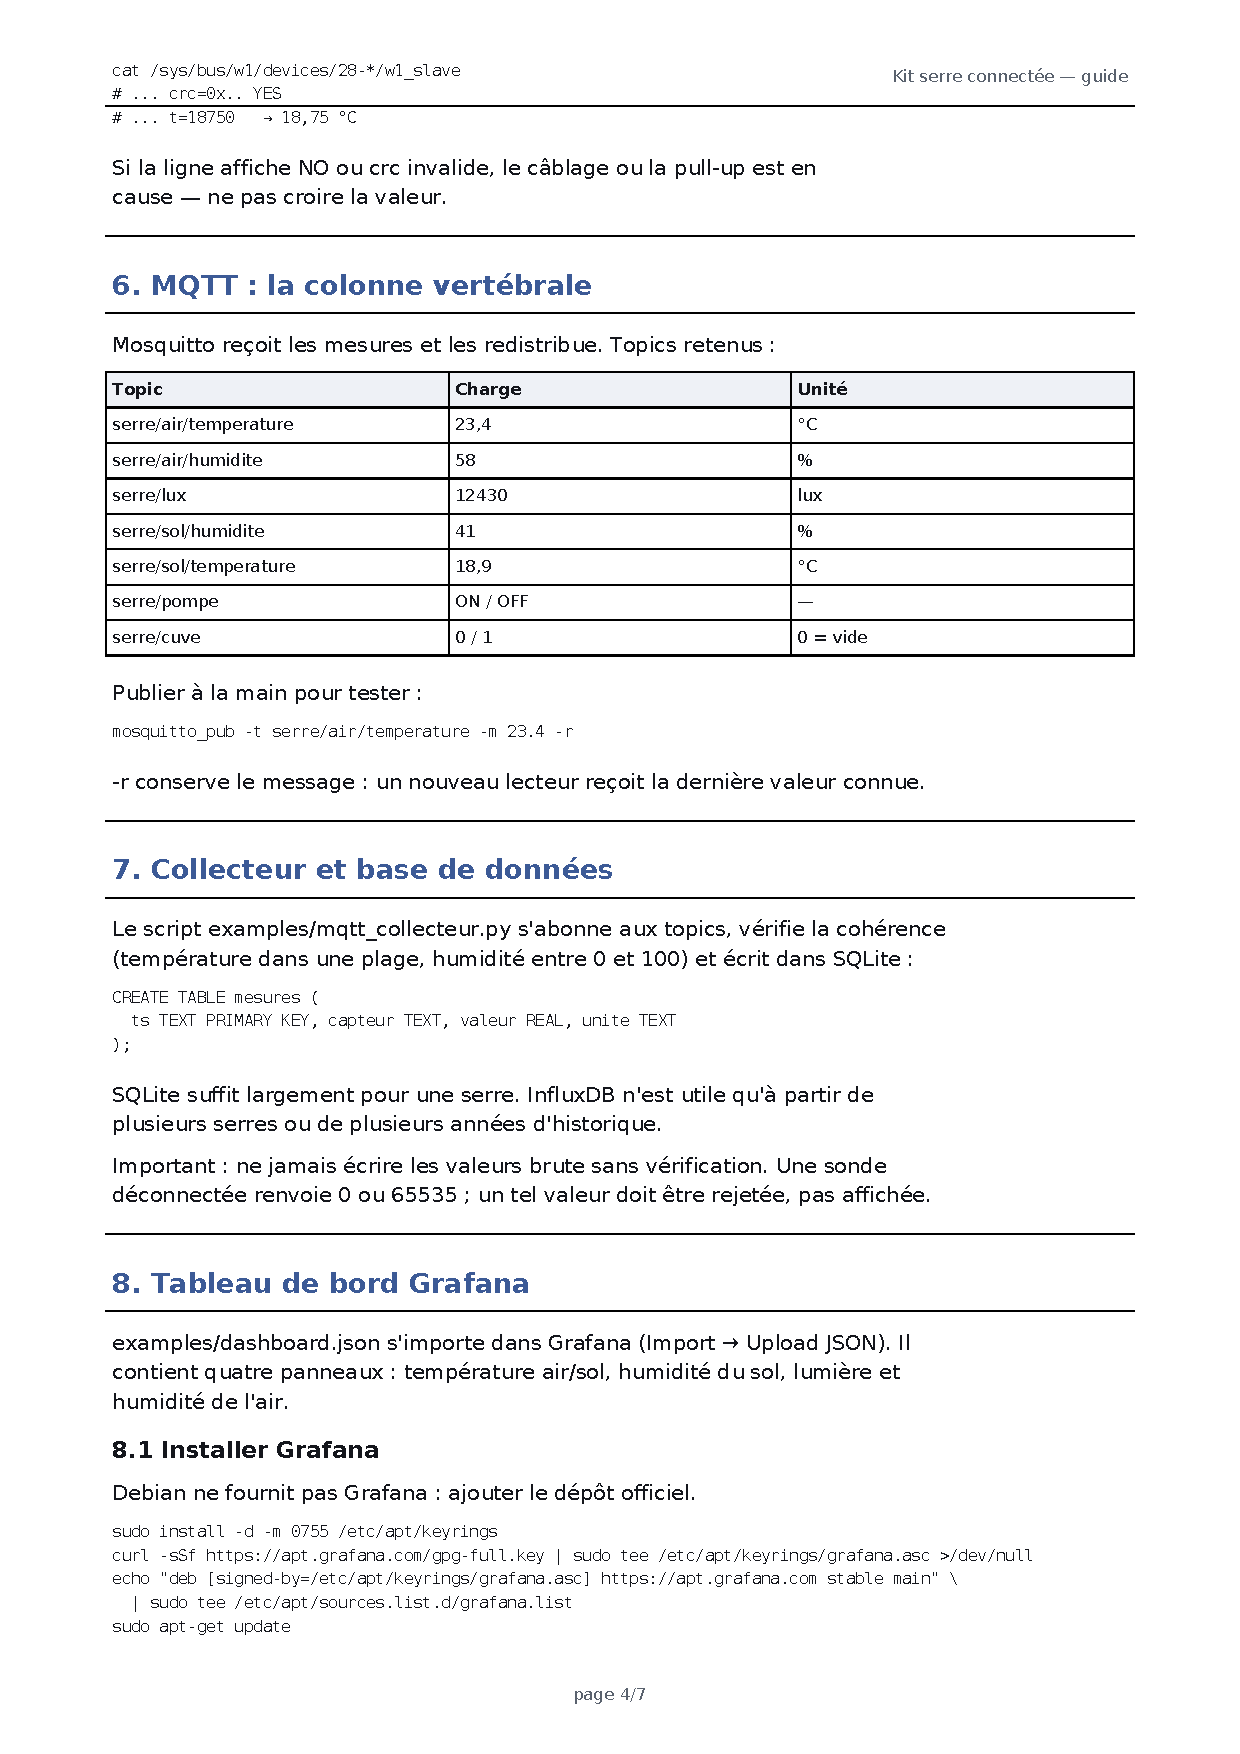 cat /sys/bus/w1/devices/28-*/w1_slave
Kit serre connectée — guide
# ... crc=0x.. YES
# ... t=18750   → 18,75 °C
Si la ligne affiche NO ou crc invalide, le câblage ou la pull-up est en
cause — ne pas croire la valeur.
6. MQTT : la colonne vertébrale
Mosquitto reçoit les mesures et les redistribue. Topics retenus :
Topic Charge Unité
serre/air/temperature 23,4 °C
serre/air/humidite 58 %
serre/lux 12430 lux
serre/sol/humidite 41 %
serre/sol/temperature 18,9 °C
serre/pompe ON / OFF —
serre/cuve 0 / 1 0 = vide
Publier à la main pour tester :
mosquitto_pub -t serre/air/temperature -m 23.4 -r
-r conserve le message : un nouveau lecteur reçoit la dernière valeur connue.
7. Collecteur et base de données
Le script examples/mqtt_collecteur.py s'abonne aux topics, vérifie la cohérence
(température dans une plage, humidité entre 0 et 100) et écrit dans SQLite :
CREATE TABLE mesures (
  ts TEXT PRIMARY KEY, capteur TEXT, valeur REAL, unite TEXT
);
SQLite suffit largement pour une serre. InfluxDB n'est utile qu'à partir de
plusieurs serres ou de plusieurs années d'historique.
Important : ne jamais écrire les valeurs brute sans vérification. Une sonde
déconnectée renvoie 0 ou 65535 ; un tel valeur doit être rejetée, pas affichée.
8. Tableau de bord Grafana
examples/dashboard.json s'importe dans Grafana (Import → Upload JSON). Il
contient quatre panneaux : température air/sol, humidité du sol, lumière et
humidité de l'air.
8.1 Installer Grafana
Debian ne fournit pas Grafana : ajouter le dépôt officiel.
sudo install -d -m 0755 /etc/apt/keyrings
curl -sSf https://apt.grafana.com/gpg-full.key | sudo tee /etc/apt/keyrings/grafana.asc >/dev/null
echo "deb [signed-by=/etc/apt/keyrings/grafana.asc] https://apt.grafana.com stable main" \
  | sudo tee /etc/apt/sources.list.d/grafana.list
sudo apt-get update
page 4/7